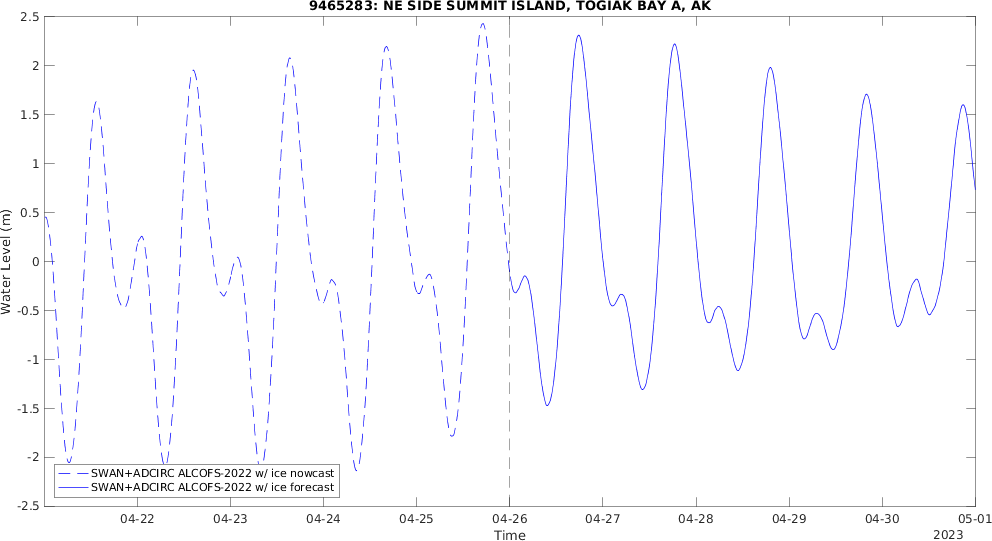 9465283: NE SIDE SUMMIT ISLAND, TOGIAK BAY A, AK
2.5
2
1.5
1
0.5
0
-0.5
-1
-1.5
-2
-2.5
Water Level (m)
SWAN+ADCIRC ALCOFS-2022 w/ ice nowcast
SWAN+ADCIRC ALCOFS-2022 w/ ice forecast
04-22 04-23 04-24 04-25 04-26 04-27 04-28 04-29 04-30 05-01
Time 2023